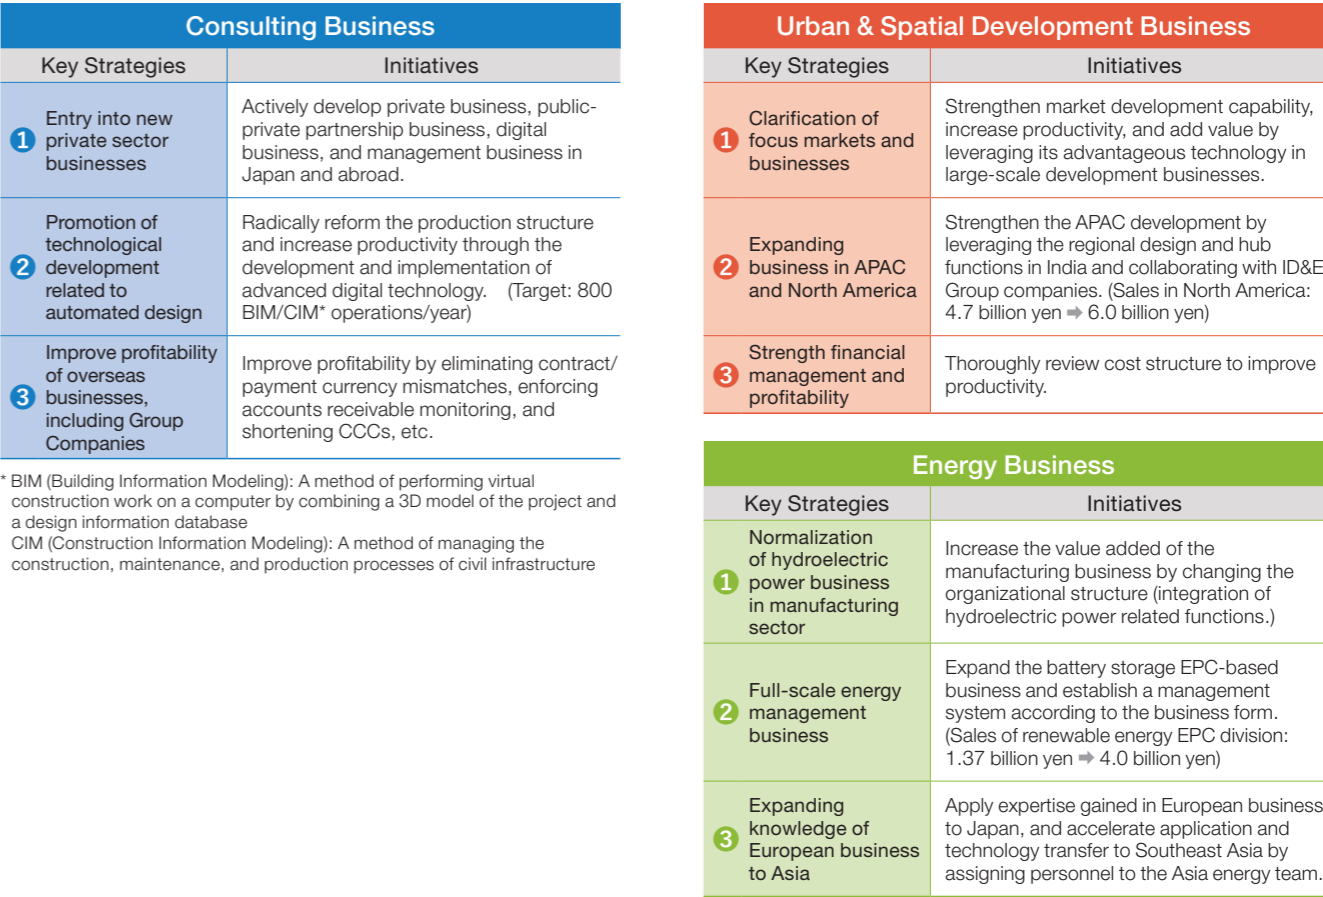 Consulting Business
Key Strategies
Initiatives
1
Entry into new
private sector
businesses
Actively develop private business, public-
private partnership business, digital
business, and management business in
Japan and abroad.
2
Promotion of
technological
development
related to
automated design
Radically reform the production structure
and increase productivity through the
development and implementation of
advanced digital technology. (Target: 800
BIM/CIM* operations/year)
3
Improve profitability
of overseas
businesses,
including Group
Companies
Improve profitability by eliminating contract/
payment currency mismatches, enforcing
accounts receivable monitoring, and
shortening CCCs, etc.
* BIM (Building Information Modeling): A method of performing virtual
construction work on a computer by combining a 3D model of the project and
a design information database
CIM (Construction Information Modeling): A method of managing the
construction, maintenance, and production processes of civil infrastructure
Urban & Spatial Development Business
Key Strategies
Initiatives
1
Clarification of
focus markets and
businesses
Strengthen market development capability,
increase productivity, and add value by
leveraging its advantageous technology in
large-scale development businesses.
2
Expanding
business in APAC
and North America
Strengthen the APAC development by
leveraging the regional design and hub
functions in India and collaborating with ID&E
Group companies. (Sales in North America:
4.7 billion yen ➡ 6.0 billion yen)
3
Strength financial
management and
profitability
Thoroughly review cost structure to improve
productivity.
Energy Business
Key Strategies
Initiatives
1
Normalization
of hydroelectric
power business
in manufacturing
sector
Increase the value added of the
manufacturing business by changing the
organizational structure (integration of
hydroelectric power related functions.)
2
Full-scale energy
management
business
Expand the battery storage EPC-based
business and establish a management
system according to the business form.
(Sales of renewable energy EPC division:
1.37 billion yen ➡ 4.0 billion yen)
3
Expanding
knowledge of
European business
to Asia
Apply expertise gained in European business
to Japan, and accelerate application and
technology transfer to Southeast Asia by
assigning personnel to the Asia energy team.